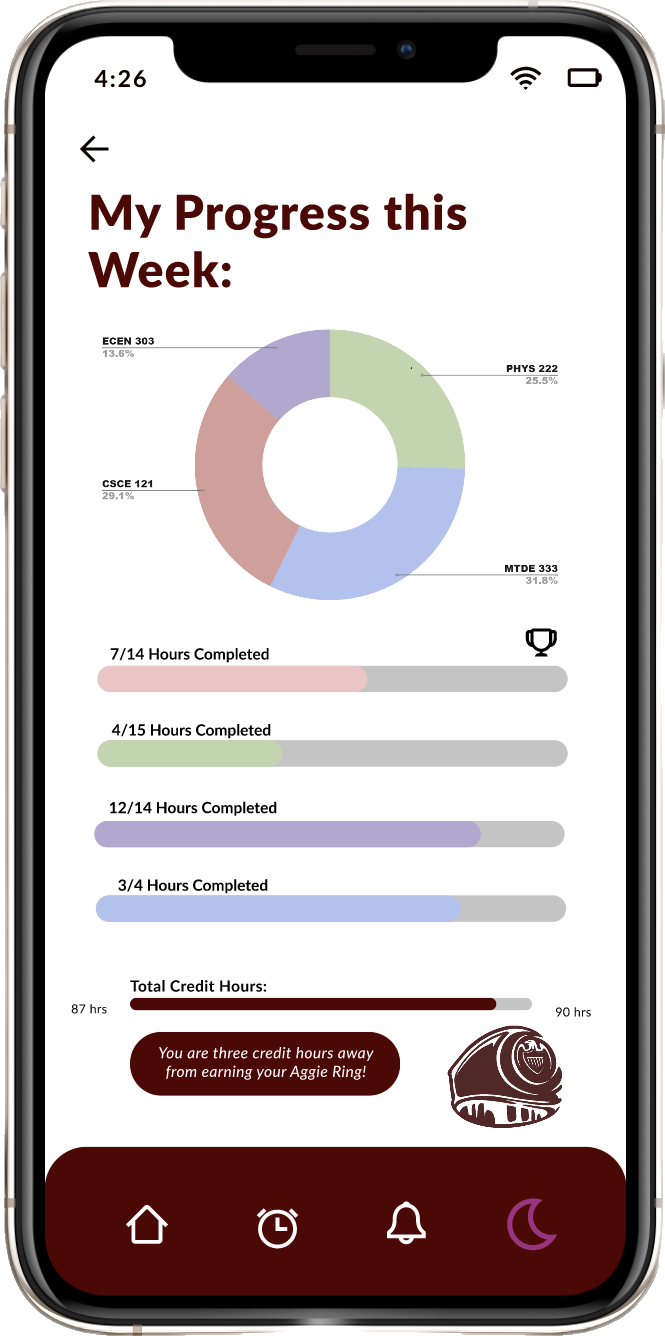 4:26
My Progress this
Week:
ECEN 303
13.6%
PHYS 222
25.5%
CSCE 121
29.1%
MTDE 333
31.8%
7/14 Hours Completed
4/15 Hours Completed
12/14 Hours Completed
3/4 Hours Completed
Total Credit Hours:
87 hrs
90 hrs
You are three credit hours away
from earning your Aggie Ring!